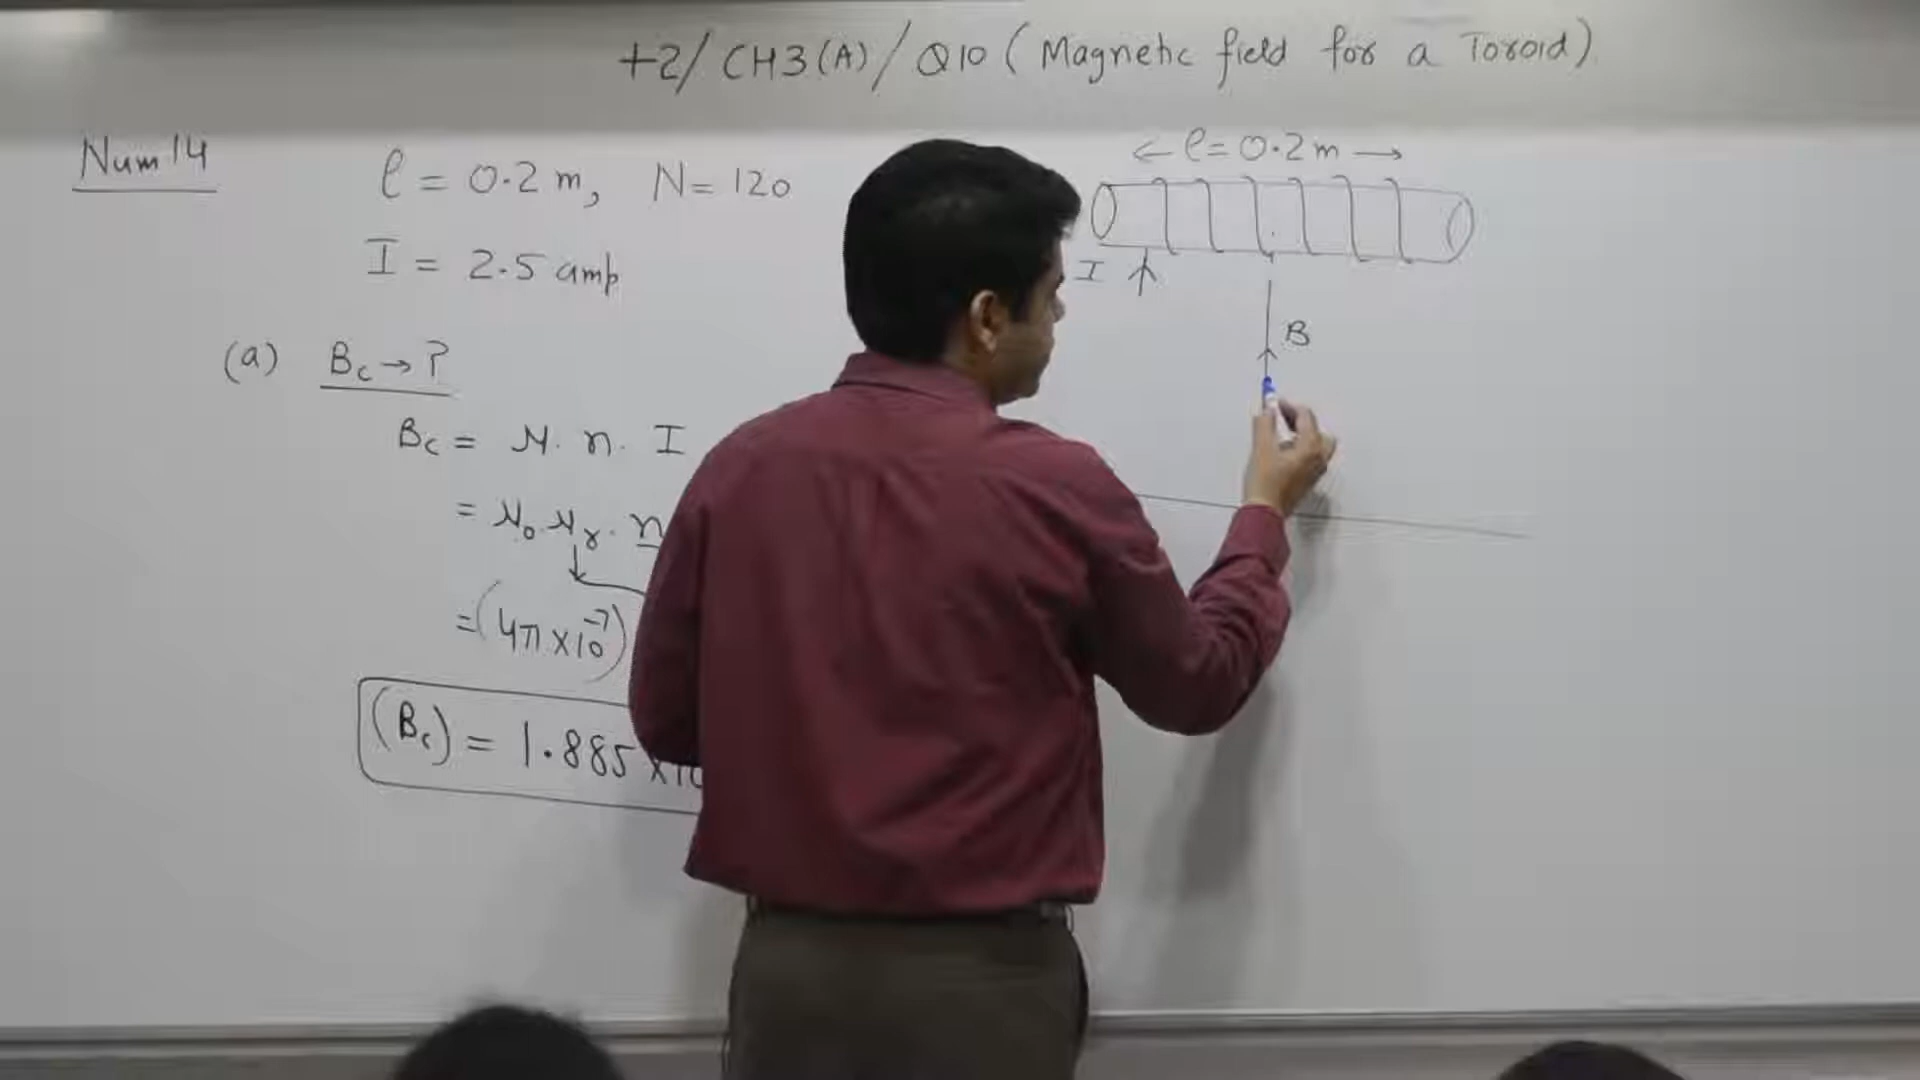 +2/ CH3(A) / Q10 (Magnetic field for a Toroid)
Num 14
l = 0.2 m, N = 120
I = 2.5 amp
(a) Bc → ?
Bc = μ. n. I
= μ₀. μᵣ. n
= (4π×10⁻⁷)
(Bc) = 1.885 ×10
← l = 0.2 m →
I
B